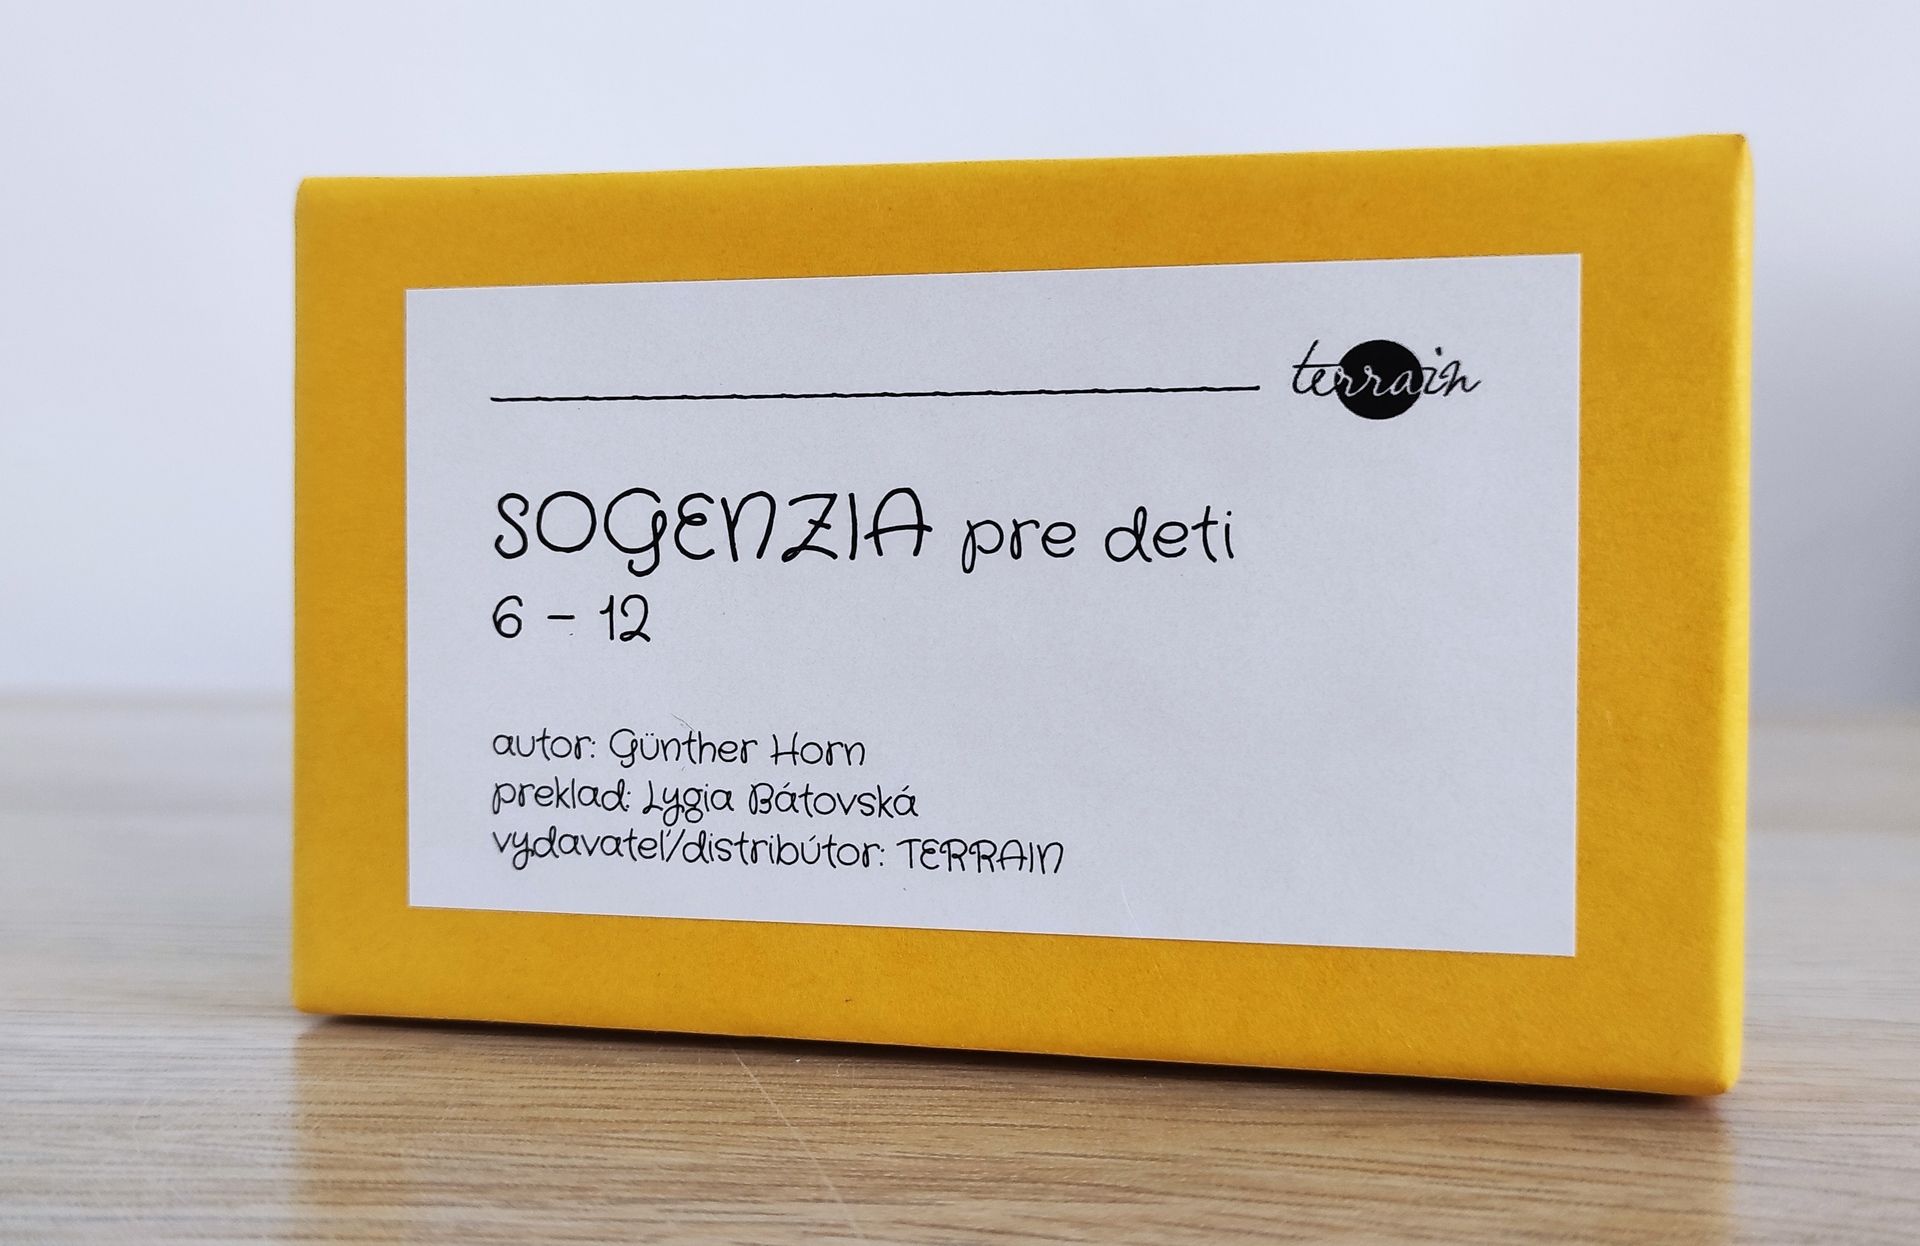 terrain
SOGENZIA pre deti
6 - 12
autor: Günther Horn
preklad: Lygia Bátovská
vydavateľ/distribútor: TERRAIN